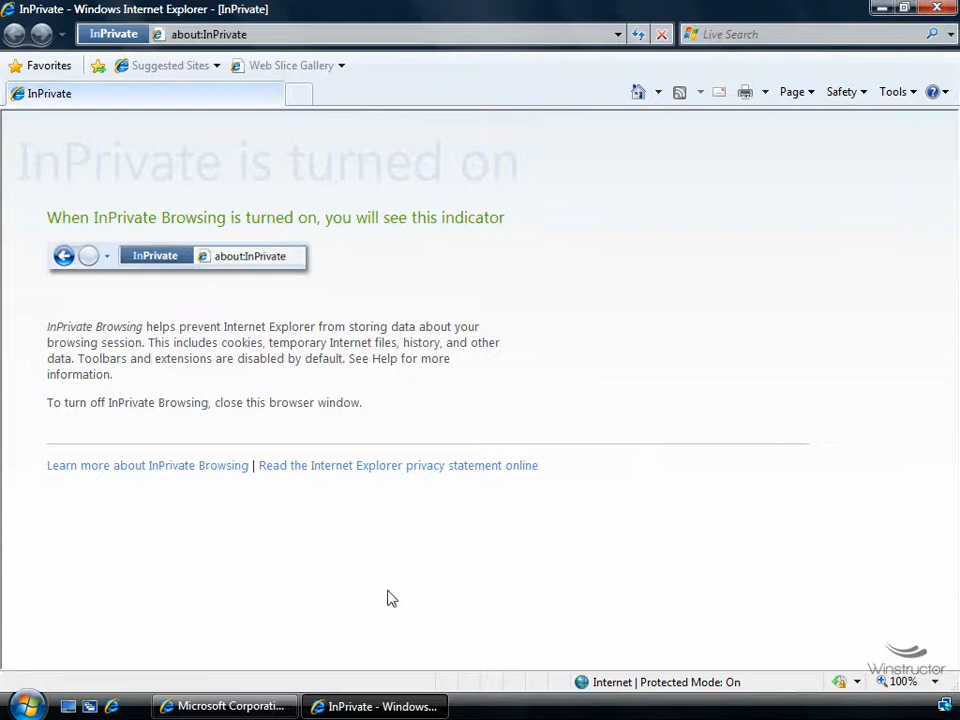 InPrivate - Windows Internet Explorer - [InPrivate]
InPrivate about:InPrivate Live Search
Favorites Suggested Sites Web Slice Gallery
InPrivate Page Safety Tools
InPrivate is turned on
When InPrivate Browsing is turned on, you will see this indicator
InPrivate about:InPrivate
InPrivate Browsing helps prevent Internet Explorer from storing data about your
browsing session. This includes cookies, temporary Internet files, history, and other
data. Toolbars and extensions are disabled by default. See Help for more
information.
To turn off InPrivate Browsing, close this browser window.
Learn more about InPrivate Browsing | Read the Internet Explorer privacy statement online
Winstructor
Internet | Protected Mode: On 100%
Microsoft Corporati... InPrivate - Windows...